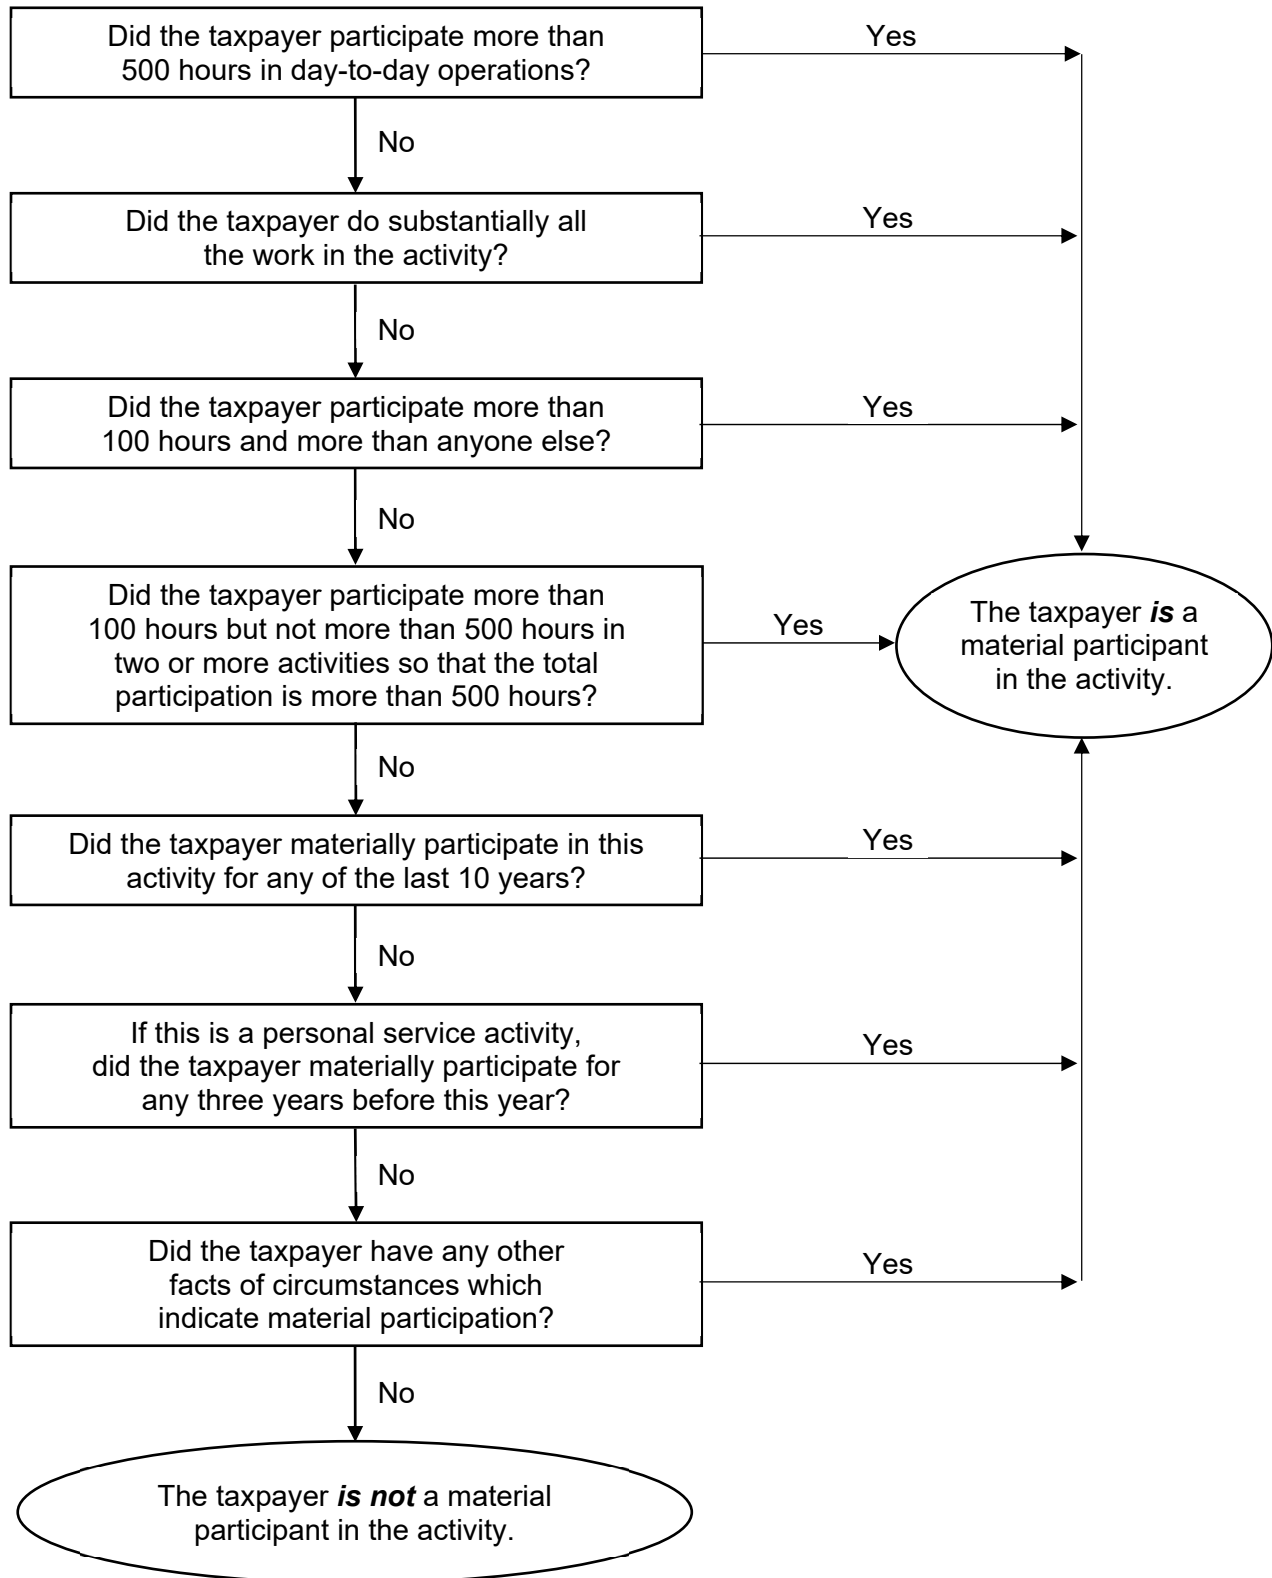 Did the taxpayer participate more than
500 hours in day-to-day operations?
Yes
No
Did the taxpayer do substantially all
the work in the activity?
Yes
No
Did the taxpayer participate more than
100 hours and more than anyone else?
Yes
No
Did the taxpayer participate more than
100 hours but not more than 500 hours in
two or more activities so that the total
participation is more than 500 hours?
Yes
The taxpayer is a
material participant
in the activity.
No
Did the taxpayer materially participate in this
activity for any of the last 10 years?
Yes
No
If this is a personal service activity,
did the taxpayer materially participate for
any three years before this year?
Yes
No
Did the taxpayer have any other
facts of circumstances which
indicate material participation?
Yes
No
The taxpayer is not a material
participant in the activity.